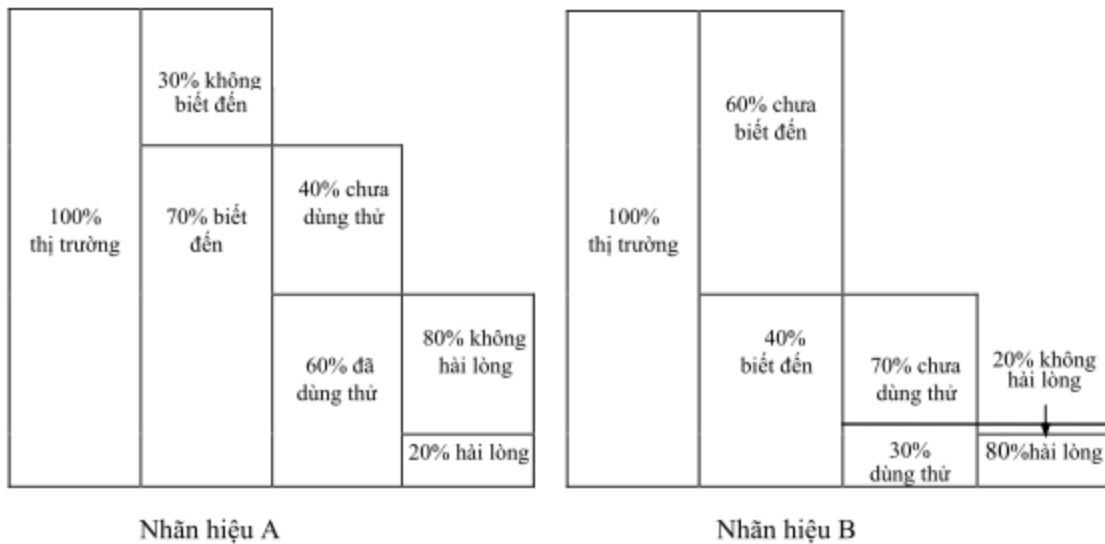 30% không
biết đến
100%
thị trường
70% biết
đến
40% chưa
dùng thử
60% đã
dùng thử
80% không
hài lòng
20% hài lòng
Nhãn hiệu A
60% chưa
biết đến
100%
thị trường
40%
biết đến
70% chưa
dùng thử
20% không
hài lòng
30%
dùng thử
80%hài lòng
Nhãn hiệu B